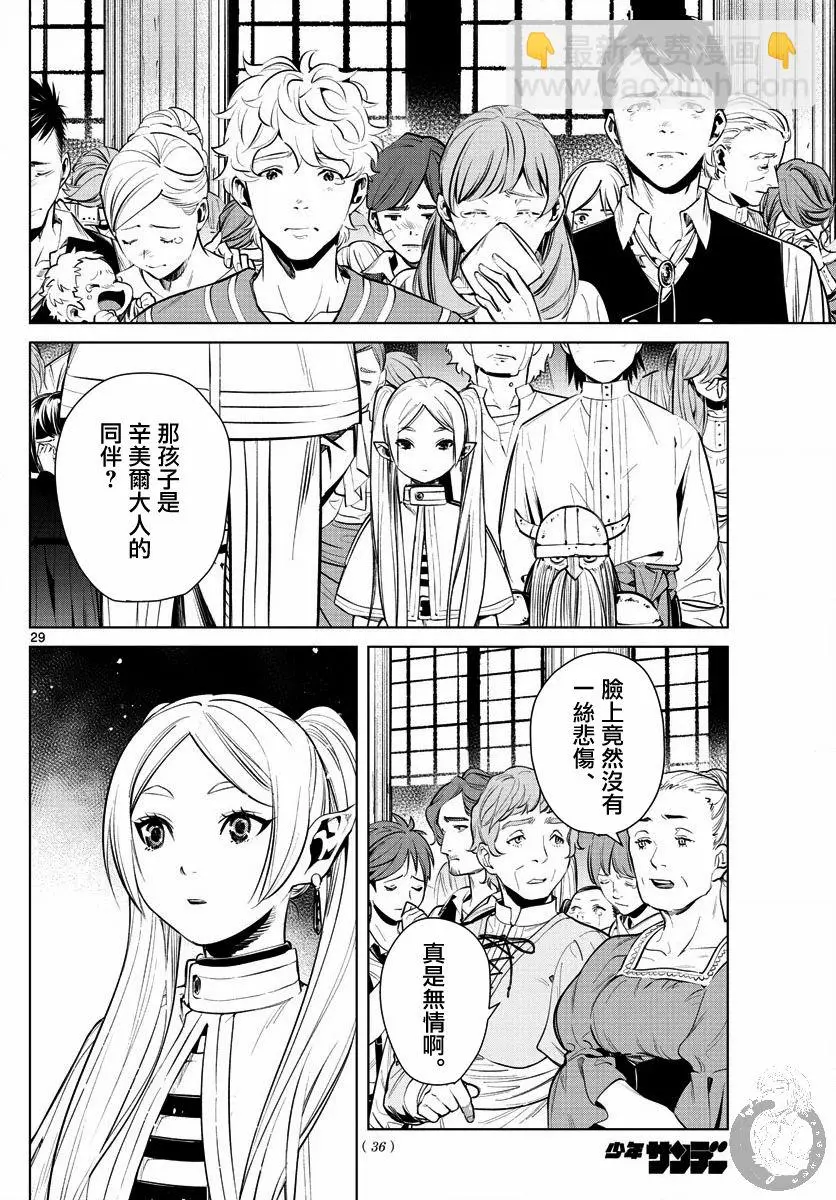 最新免费漫画
www.baozimh.com
那孩子是
辛美爾大人的
同伴？
29
臉上竟然沒有
一絲悲傷、
真是無情啊。
( 36 )
少年サンデー